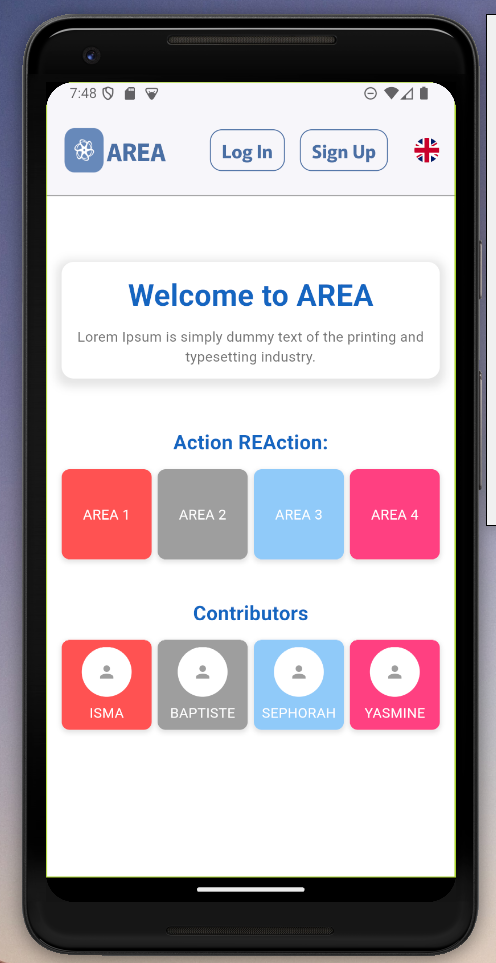 7:48
AREA Log In Sign Up
Welcome to AREA
Lorem Ipsum is simply dummy text of the printing and
typesetting industry.
Action REAction:
AREA 1 AREA 2 AREA 3 AREA 4
Contributors
ISMA BAPTISTE SEPHORAH YASMINE